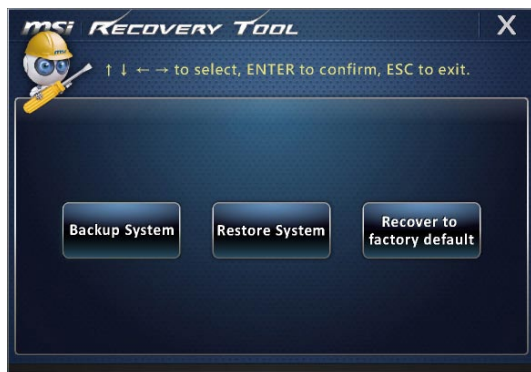 msi RECOVERY TOOL
X
↑ ↓ ← → to select, ENTER to confirm, ESC to exit.
Backup System
Restore System
Recover to
factory default